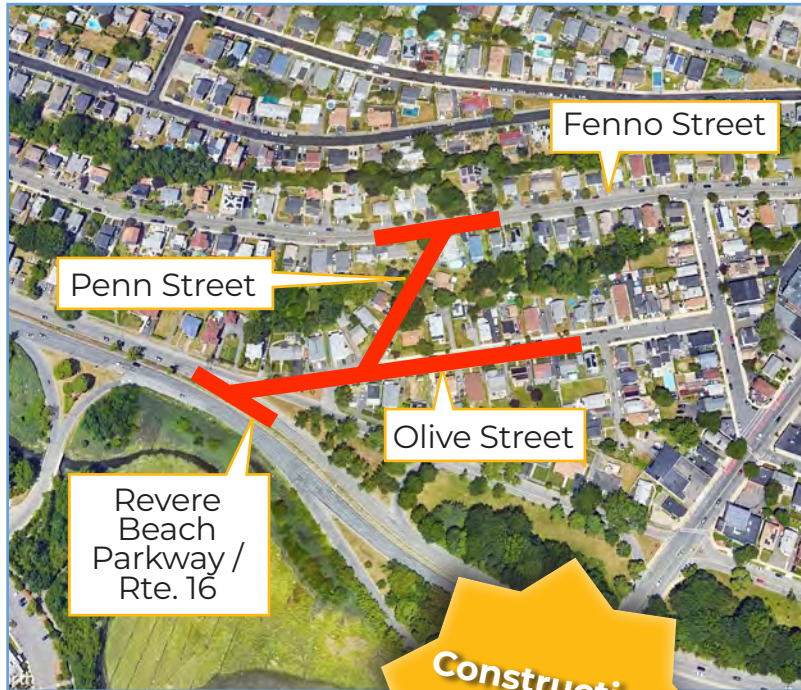 Fenno Street
Penn Street
Olive Street
Revere
Beach
Parkway /
Rte. 16